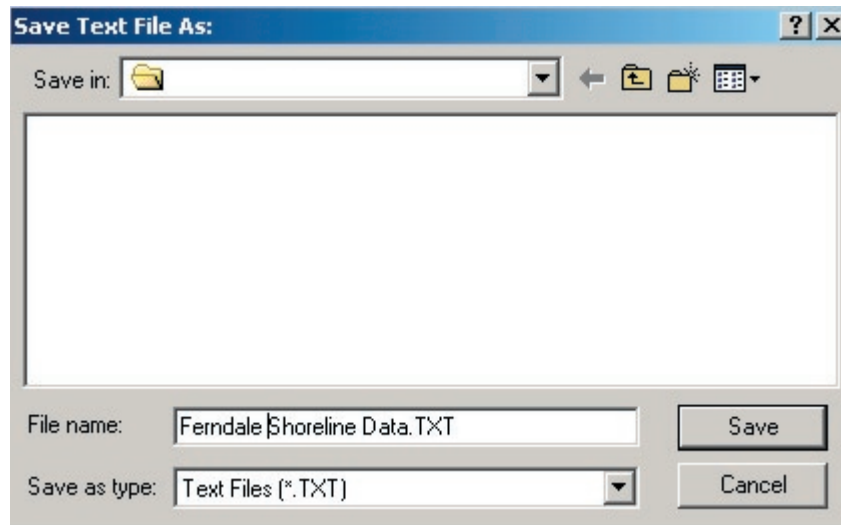 Save Text File As:
Save in:
File name: Ferndale Shoreline Data.TXT Save
Save as type: Text Files (*.TXT) Cancel